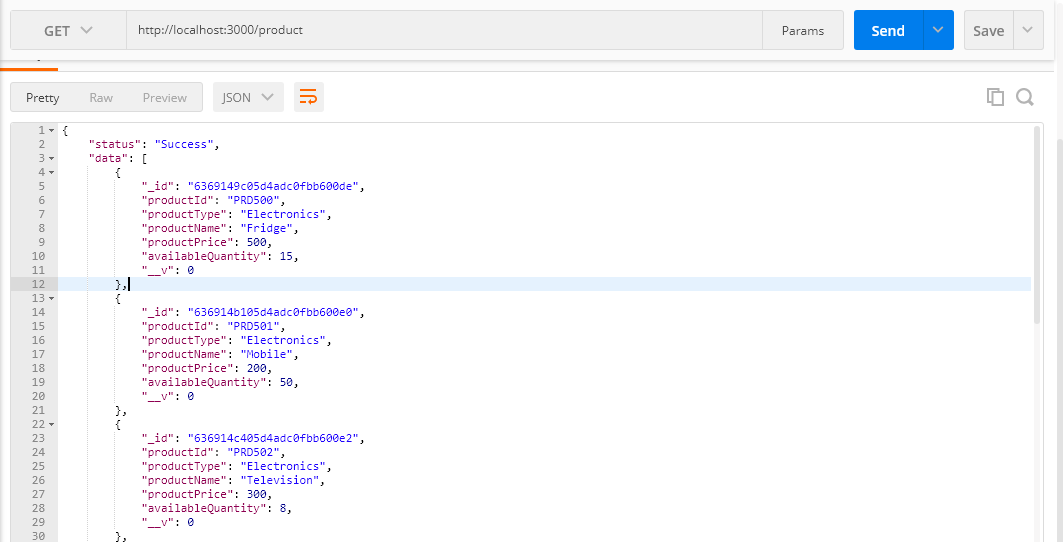 GET http://localhost:3000/product Params Send Save
Pretty Raw Preview JSON
1 {
2 "status": "Success",
3 "data": [
4 {
5 "_id": "6369149c05d4adc0fbb600de",
6 "productId": "PRD500",
7 "productType": "Electronics",
8 "productName": "Fridge",
9 "productPrice": 500,
10 "availableQuantity": 15,
11 "__v": 0
12 },
13 {
14 "_id": "636914b105d4adc0fbb600e0",
15 "productId": "PRD501",
16 "productType": "Electronics",
17 "productName": "Mobile",
18 "productPrice": 200,
19 "availableQuantity": 50,
20 "__v": 0
21 },
22 {
23 "_id": "636914c405d4adc0fbb600e2",
24 "productId": "PRD502",
25 "productType": "Electronics",
26 "productName": "Television",
27 "productPrice": 300,
28 "availableQuantity": 8,
29 "__v": 0
30 },